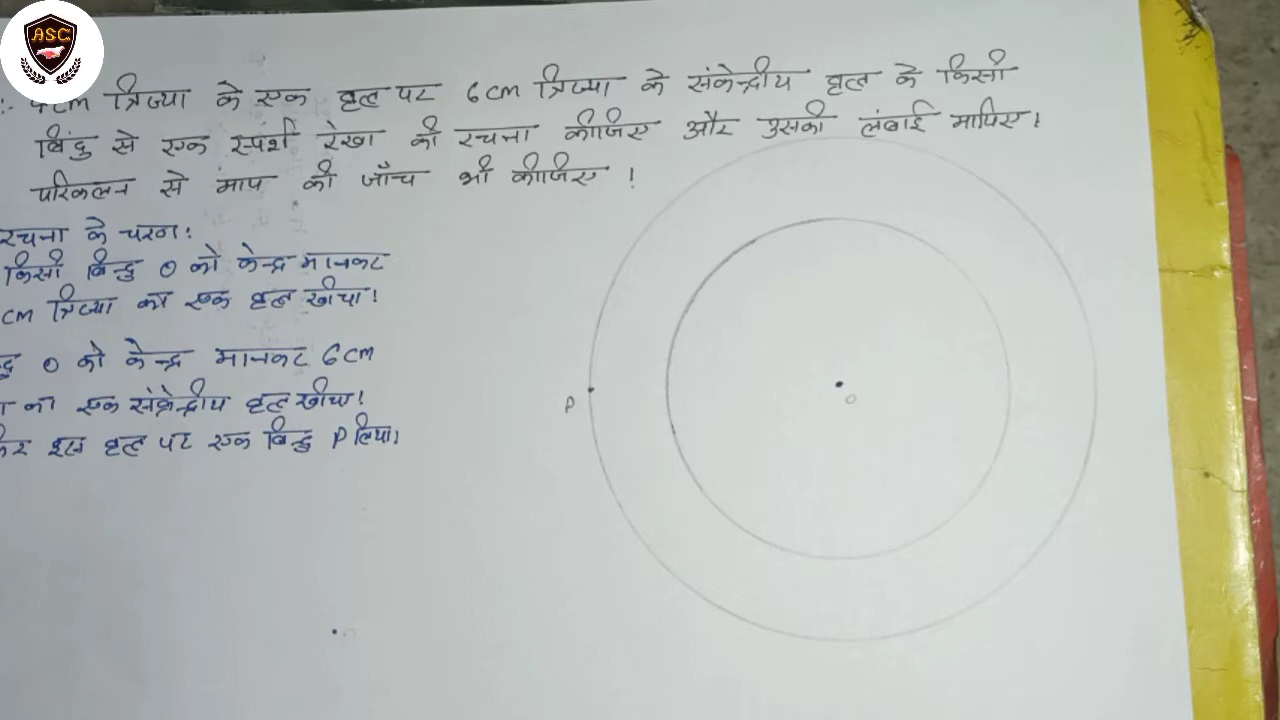 ASC
4cm त्रिज्या के एक वृत्त पर 6cm त्रिज्या के संकेन्द्रीय वृत्त के किसी
बिंदु से एक स्पर्श रेखा की रचना कीजिए और उसकी लंबाई मापिए।
परिकलन से माप की जाँच भी कीजिए !
रचना के चरण:
किसी बिन्दु O को केन्द्र मानकर
cm त्रिज्या का एक वृत्त खींचा।
O को केन्द्र मानकर 6cm
का एक संकेन्द्रीय वृत्त खींचा!
इस वृत्त पर एक बिन्दु P लिया।
P
O